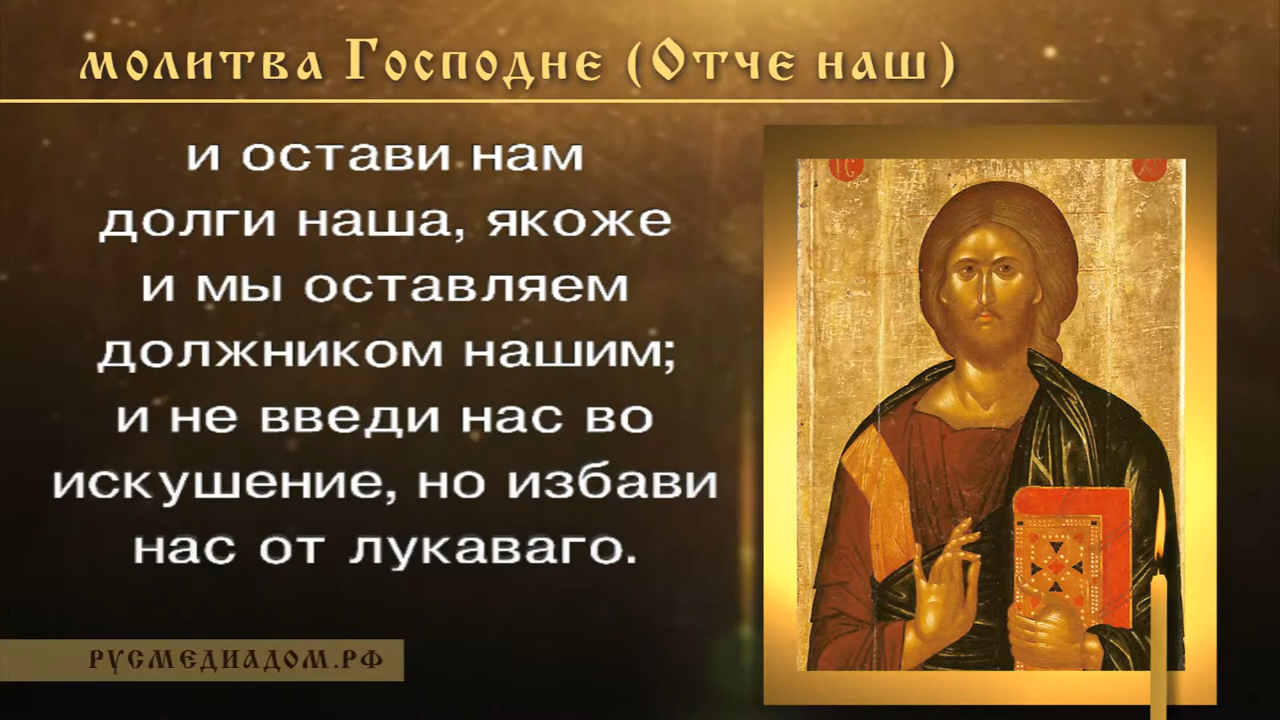 молитва Господне (Отче наш)
и остави нам
долги наша, якоже
и мы оставляем
должником нашим;
и не введи нас во
искушение, но избави
нас от лукаваго.
IC
РУСМЕДИАДОМ.РФ